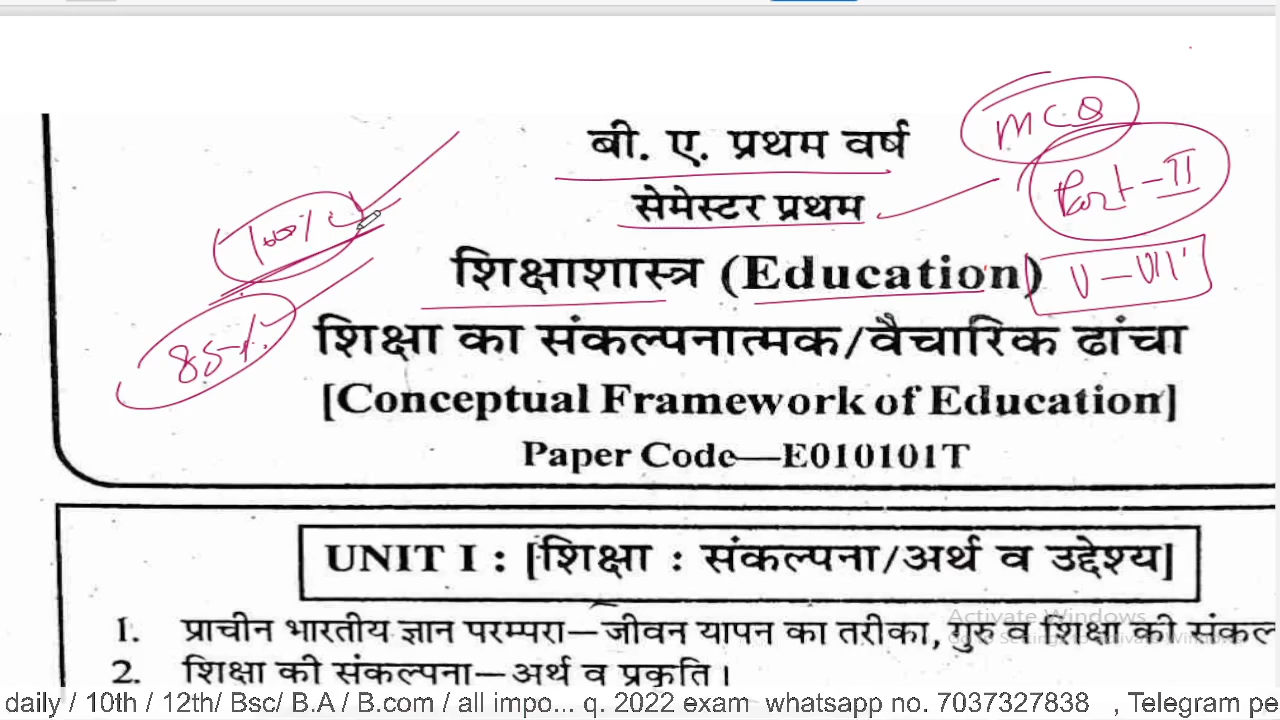 बी. ए. प्रथम वर्ष
MCQ
सेमेस्टर प्रथम
Part-II
100%
शिक्षाशास्त्र (Education)
V-VIII
85%
शिक्षा का संकल्पनात्मक/वैचारिक ढांचा
[Conceptual Framework of Education]
Paper Code—E010101T
UNIT I : [शिक्षा : संकल्पना/अर्थ व उद्देश्य]
1. प्राचीन भारतीय ज्ञान परम्परा—जीवन यापन का तरीका, गुरु व शिक्षा की संकल
Activate Windows
2. शिक्षा की संकल्पना—अर्थ व प्रकृति।
daily / 10th / 12th/ Bsc/ B.A / B.com / all impo... q. 2022 exam whatsapp no. 7037327838 , Telegram pe